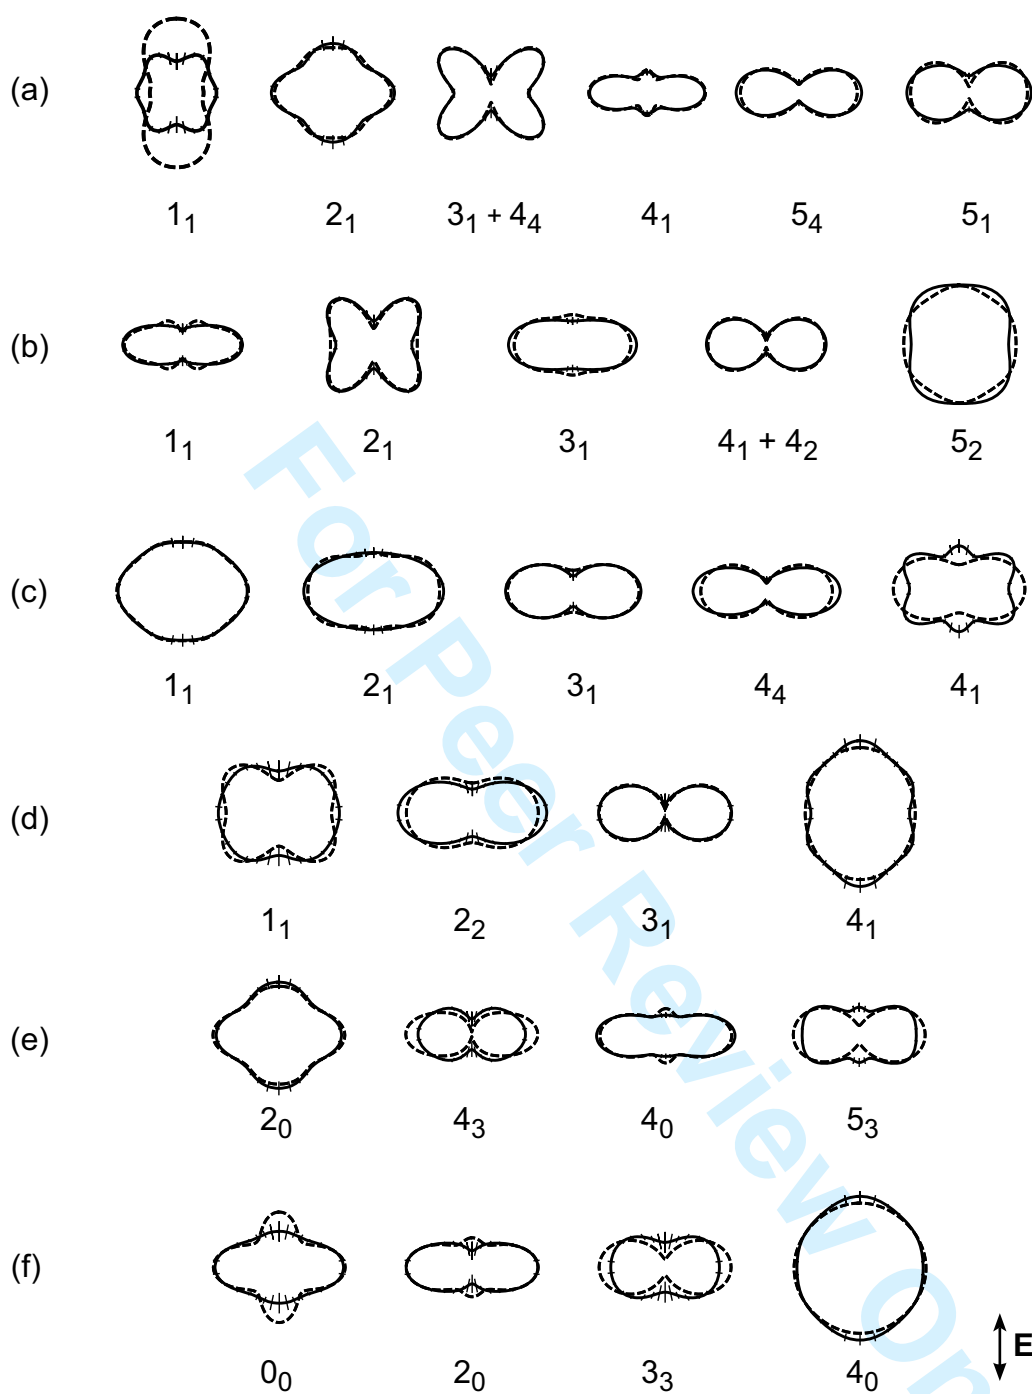 (a)
1₁ 2₁ 3₁ + 4₄ 4₁ 5₄ 5₁
(b)
1₁ 2₁ 3₁ 4₁ + 4₂ 5₂
(c)
1₁ 2₁ 3₁ 4₄ 4₁
(d)
1₁ 2₂ 3₁ 4₁
(e)
2₀ 4₃ 4₀ 5₃
(f)
0₀ 2₀ 3₃ 4₀
E
For Peer Review On